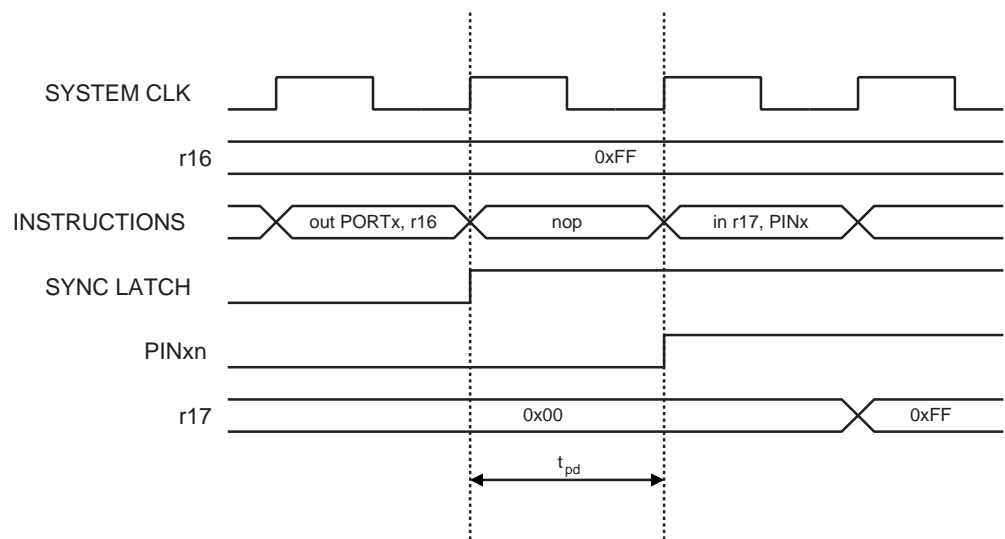 SYSTEM CLK
r16
0xFF
INSTRUCTIONS
out PORTx, r16
nop
in r17, PINx
SYNC LATCH
PINxn
r17
0x00
0xFF
tpd